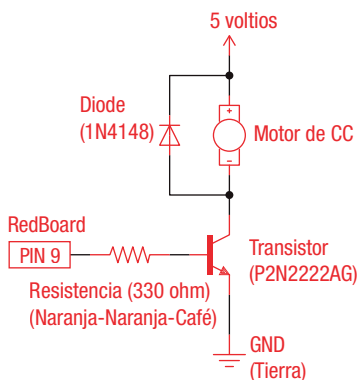 5 voltios
Diode
(1N4148)
+
Motor de CC
-
RedBoard
PIN 9
Transistor
(P2N2222AG)
Resistencia (330 ohm)
(Naranja-Naranja-Café)
GND
(Tierra)